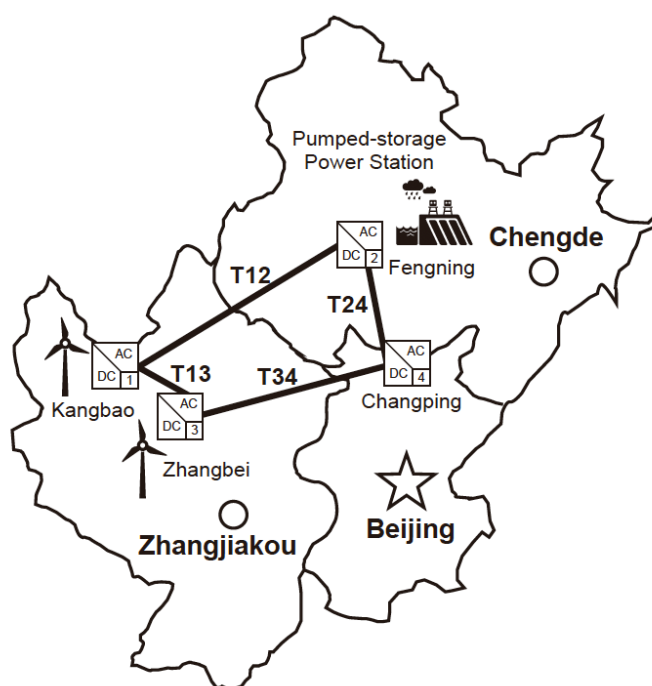 Pumped-storage
Power Station
AC
DC
2
Fengning
Chengde
T12
T24
AC
DC
1
Kangbao
T13
T34
AC
DC
4
Changping
AC
DC
3
Zhangbei
Zhangjiakou
Beijing